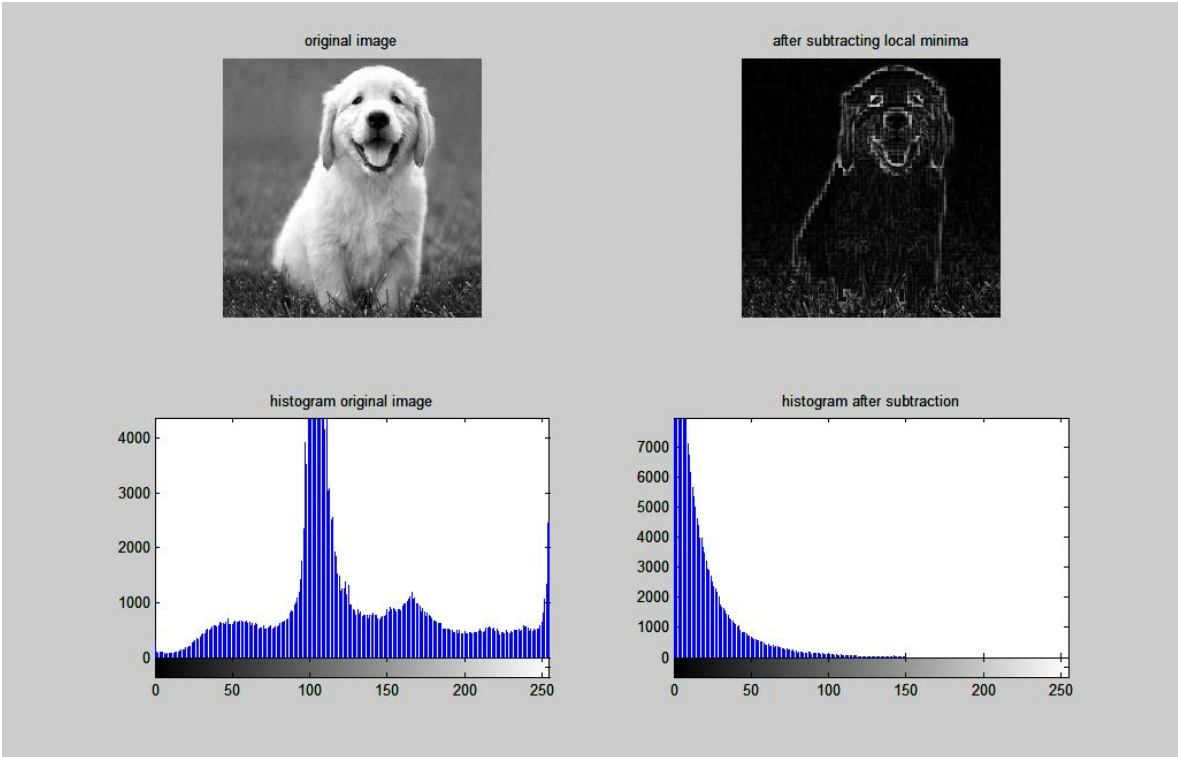 original image
after subtracting local minima
histogram original image
histogram after subtraction
4000
3000
2000
1000
0
0 50 100 150 200 250
7000
6000
5000
4000
3000
2000
1000
0
0 50 100 150 200 250